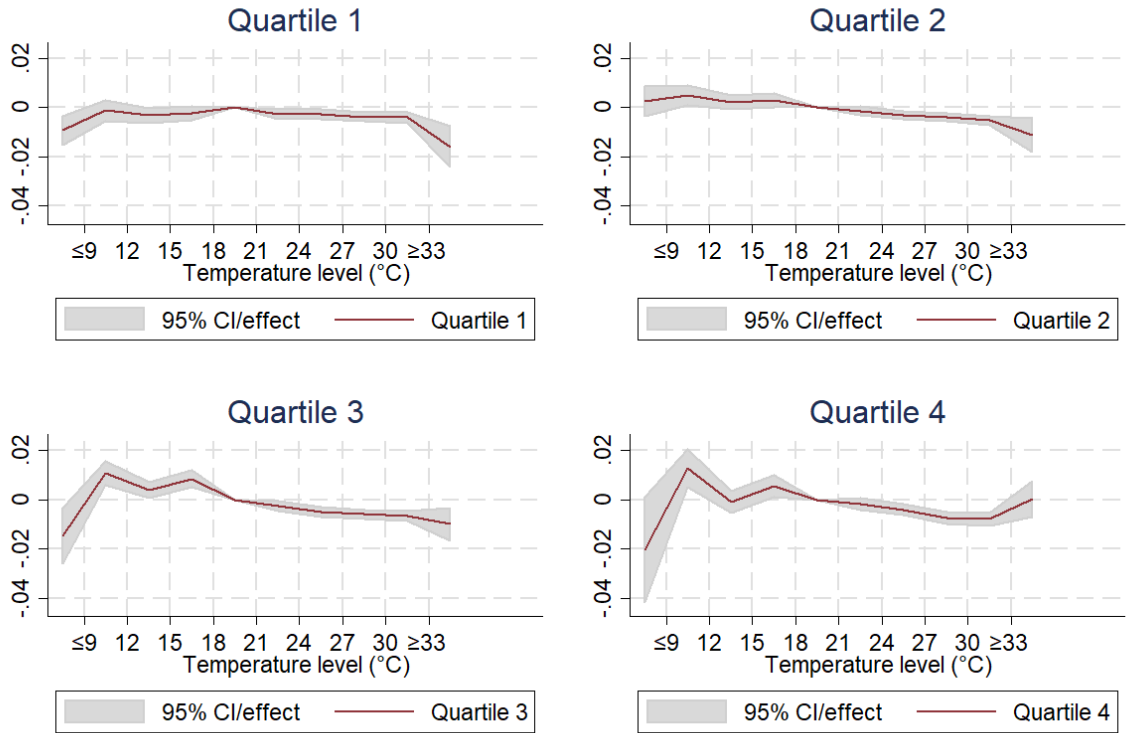 Quartile 1
.02
0
-.02
-.04
≤9 12 15 18 21 24 27 30 ≥33
Temperature level (°C)
95% CI/effect Quartile 1
Quartile 2
.02
0
-.02
-.04
≤9 12 15 18 21 24 27 30 ≥33
Temperature level (°C)
95% CI/effect Quartile 2
Quartile 3
.02
0
-.02
-.04
≤9 12 15 18 21 24 27 30 ≥33
Temperature level (°C)
95% CI/effect Quartile 3
Quartile 4
.02
0
-.02
-.04
≤9 12 15 18 21 24 27 30 ≥33
Temperature level (°C)
95% CI/effect Quartile 4